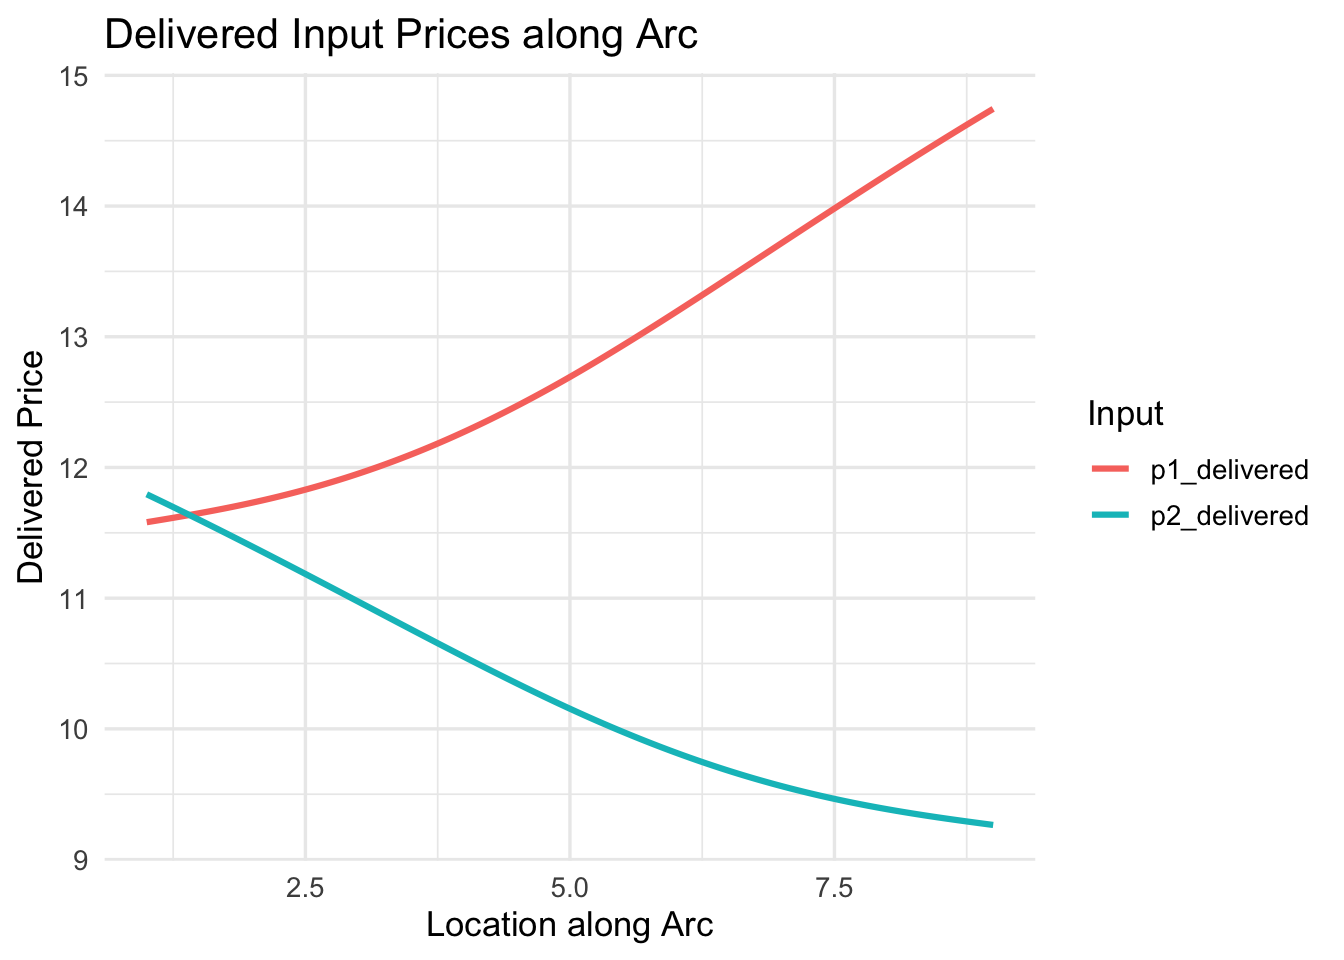 Delivered Input Prices along Arc
15
14
13
12
11
10
9
Delivered Price
2.5 5.0 7.5
Location along Arc
Input
p1_delivered
p2_delivered